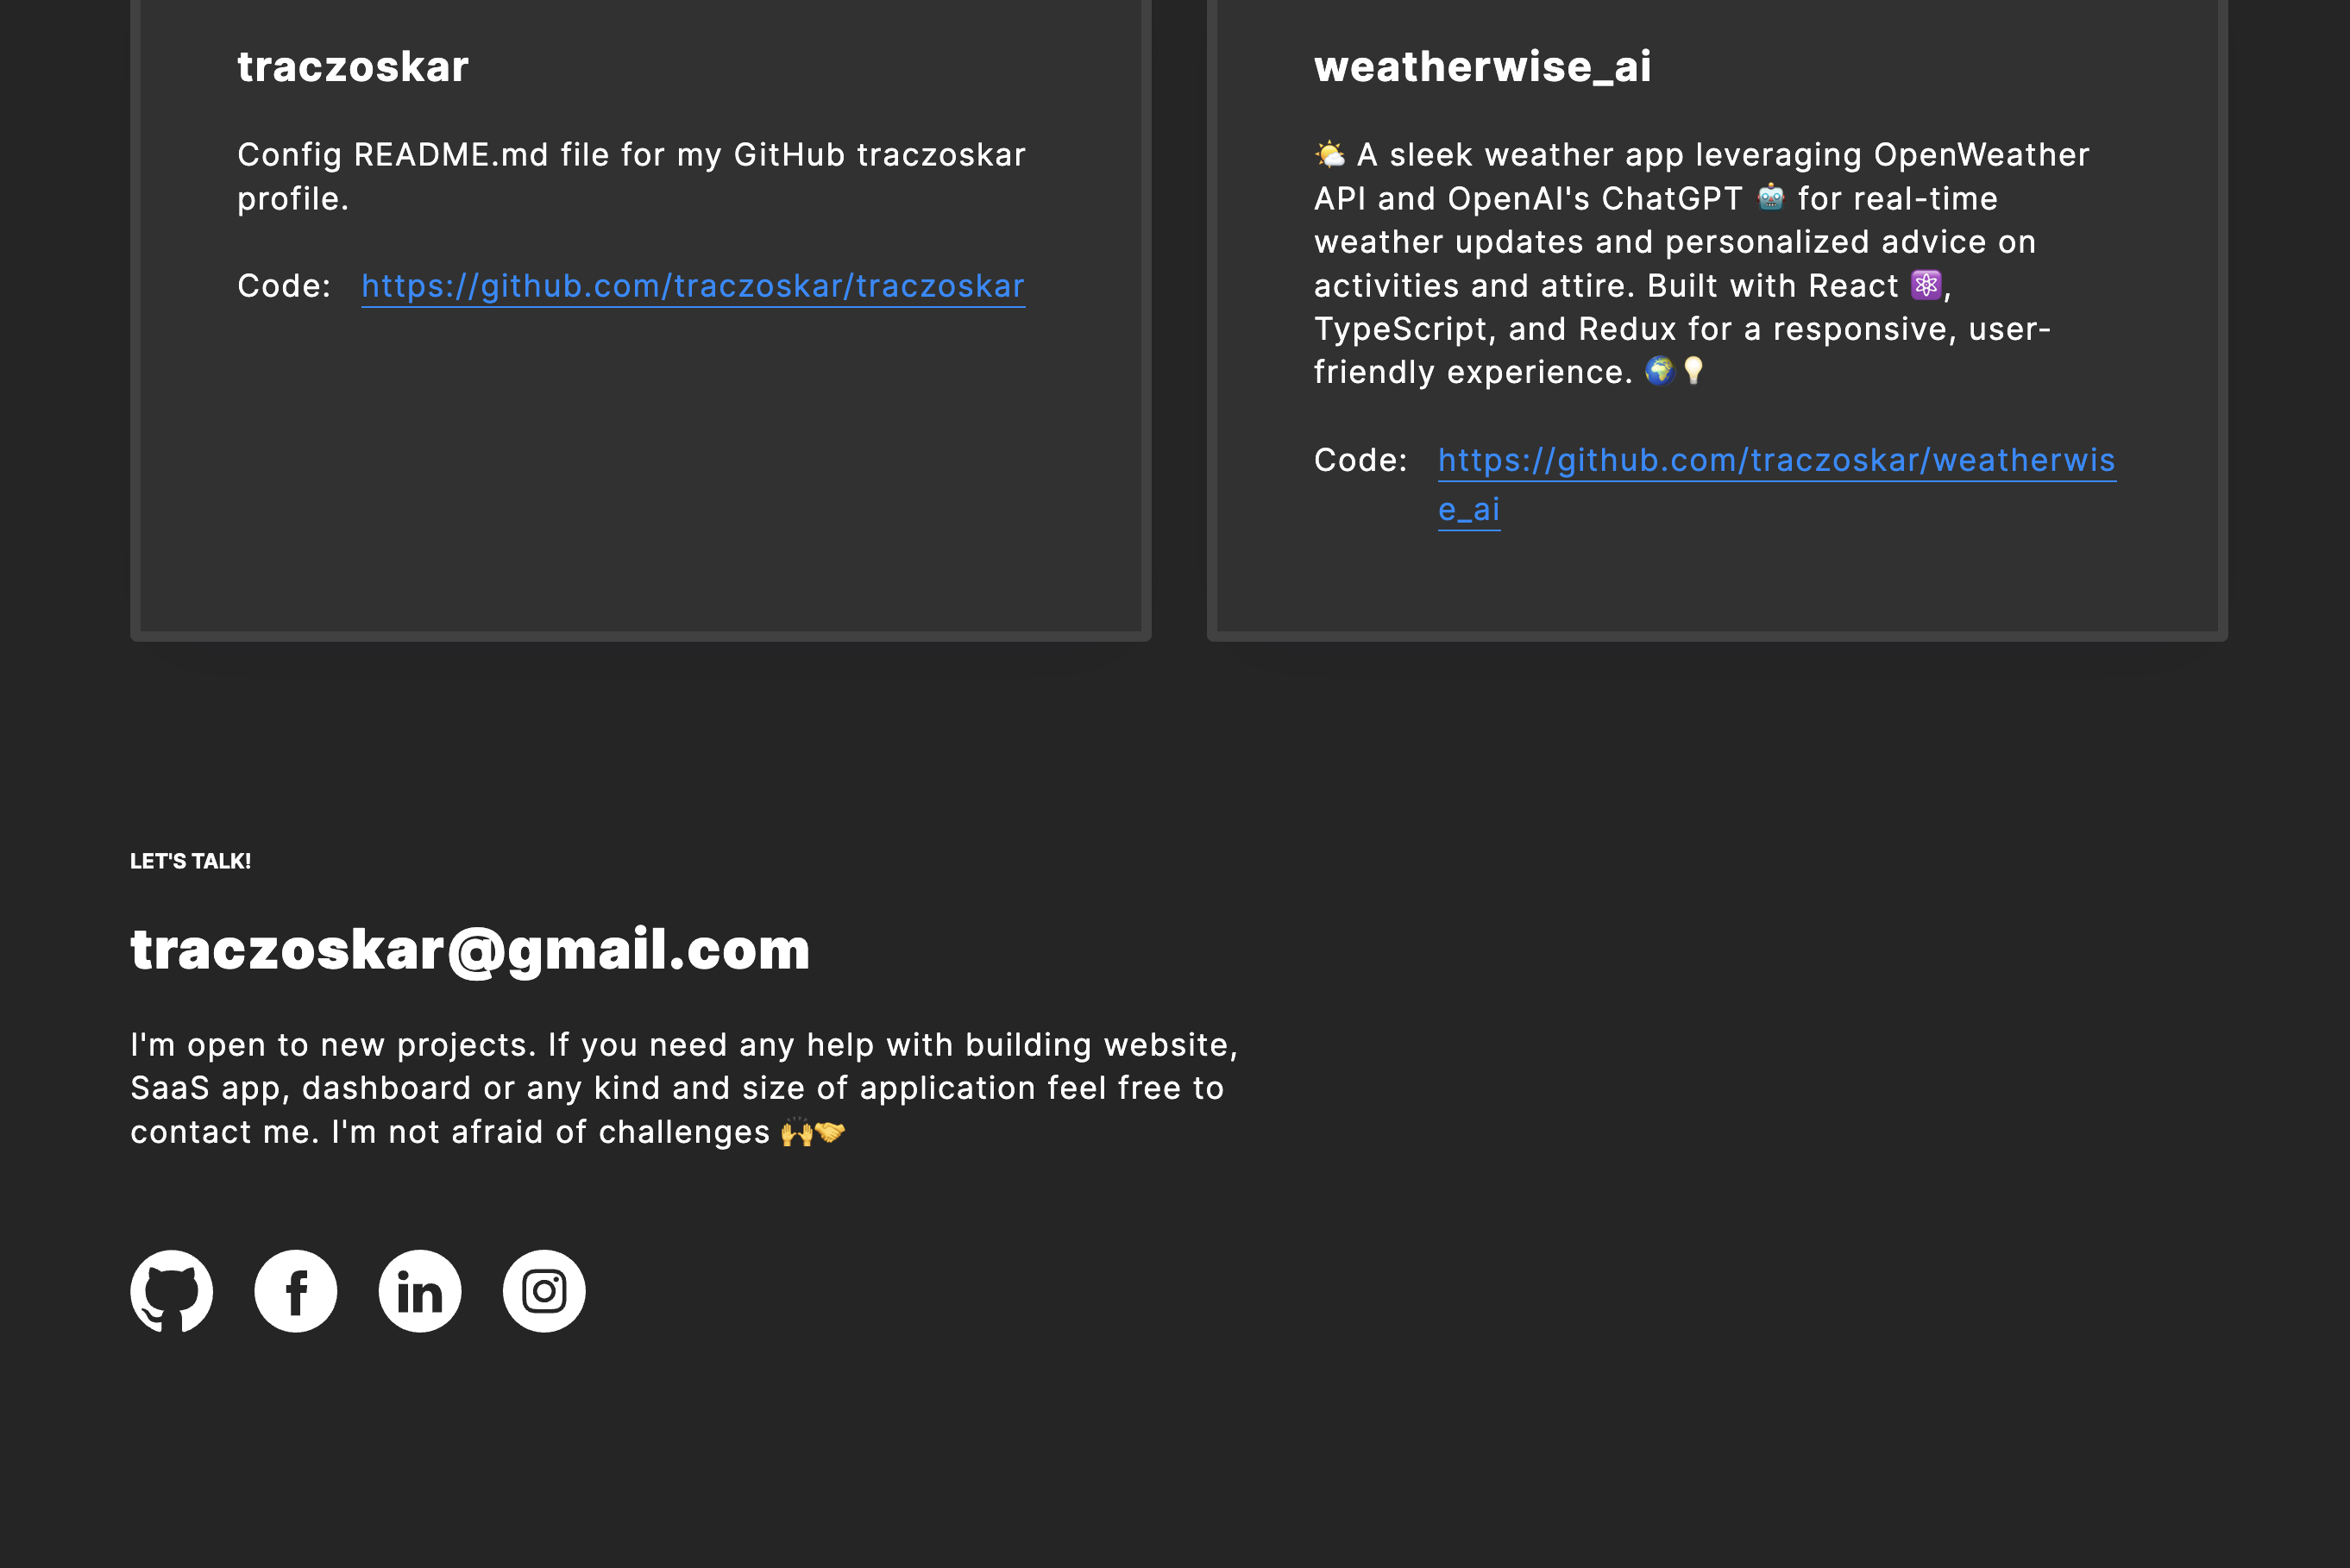 traczoskar
Config README.md file for my GitHub traczoskar
profile.
Code: https://github.com/traczoskar/traczoskar
weatherwise_ai
🌤️ A sleek weather app leveraging OpenWeather
API and OpenAI's ChatGPT 🤖 for real-time
weather updates and personalized advice on
activities and attire. Built with React ⚛️,
TypeScript, and Redux for a responsive, user-
friendly experience. 🌍💡
Code: https://github.com/traczoskar/weatherwis
e_ai
LET'S TALK!
traczoskar@gmail.com
I'm open to new projects. If you need any help with building website,
SaaS app, dashboard or any kind and size of application feel free to
contact me. I'm not afraid of challenges 🙌🤝